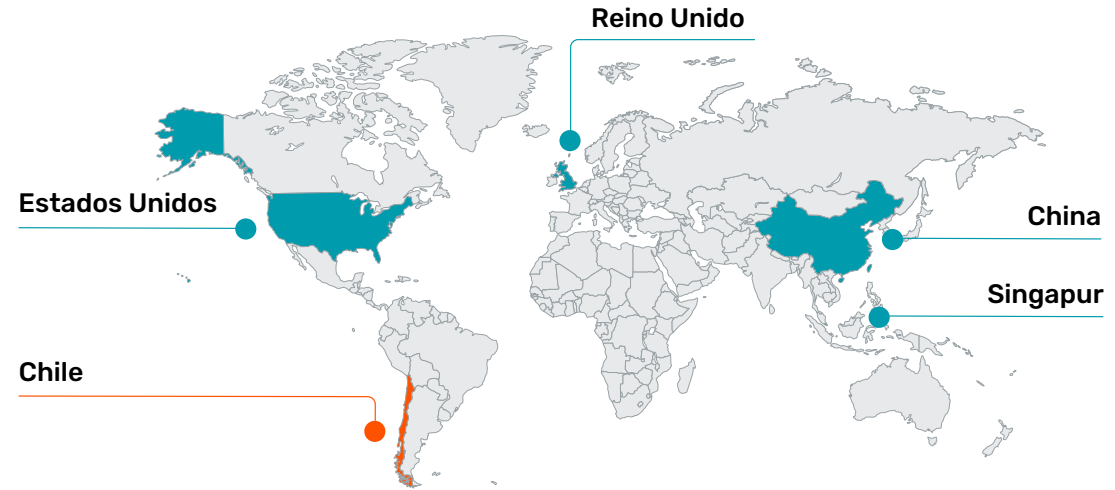 Reino Unido
Estados Unidos
China
Singapur
Chile